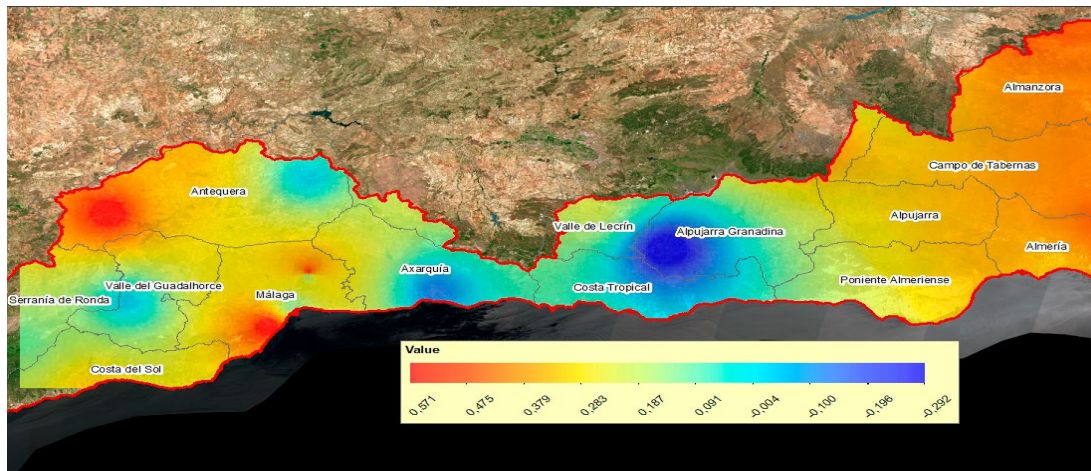 Almanzora
Campo de Tabernas
Antequera
Alpujarra
Valle de Lecrín
Alpujarra Granadina
Almería
Axarquía
Poniente Almeriense
Valle del Guadalhorce
Costa Tropical
Serranía de Ronda
Málaga
Costa del Sol
Value
0,571
0,475
0,379
0,283
0,187
0,091
-0,004
-0,100
-0,196
-0,292